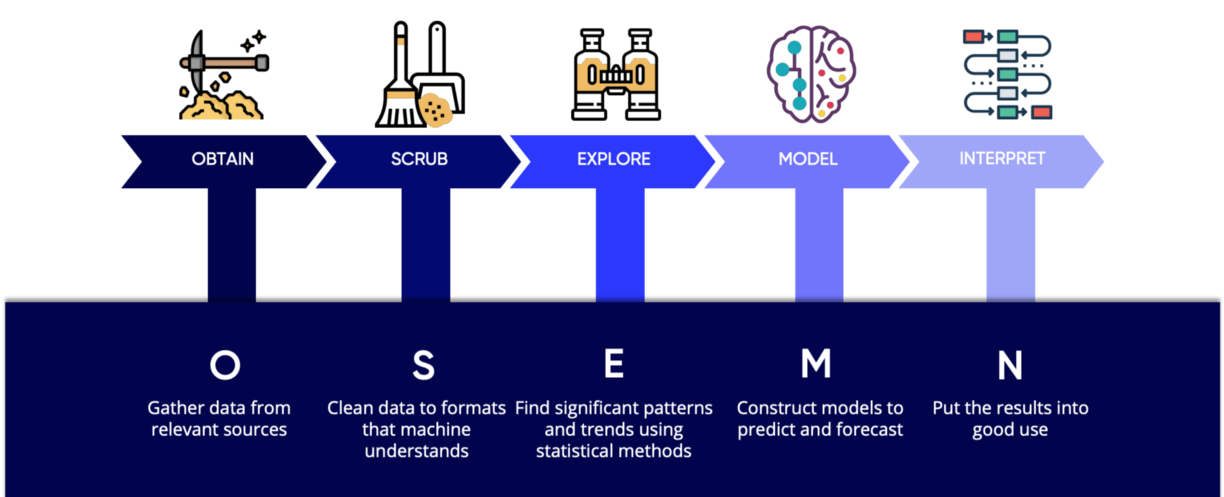 OBTAIN
SCRUB
EXPLORE
MODEL
INTERPRET
O
Gather data from
relevant sources
S
Clean data to formats
that machine
understands
E
Find significant patterns
and trends using
statistical methods
M
Construct models to
predict and forecast
N
Put the results into
good use